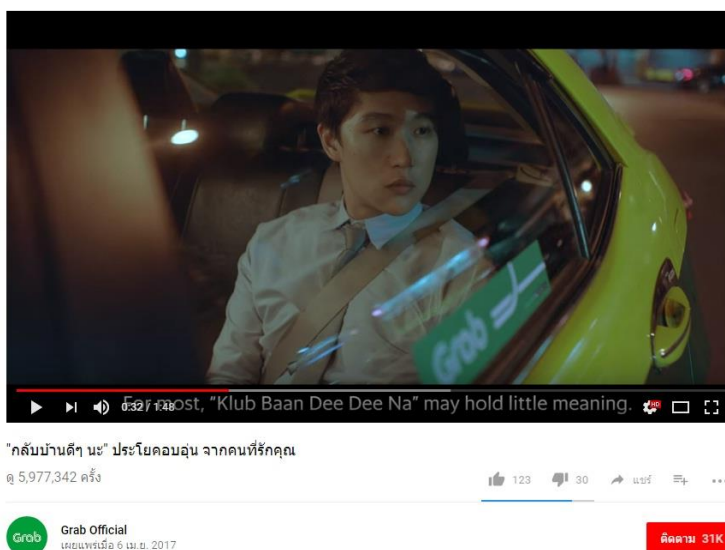 Grab
For most, "Klub Baan Dee Dee Na" may hold little meaning.
0:32 / 1:48
HD
"กลับบ้านดีๆ นะ" ประโยคอบอุ่น จากคนที่รักคุณ
ดู 5,977,342 ครั้ง
123 30 แชร์
Grab
Grab Official
เผยแพร่เมื่อ 6 เม.ย. 2017
ติดตาม 31K